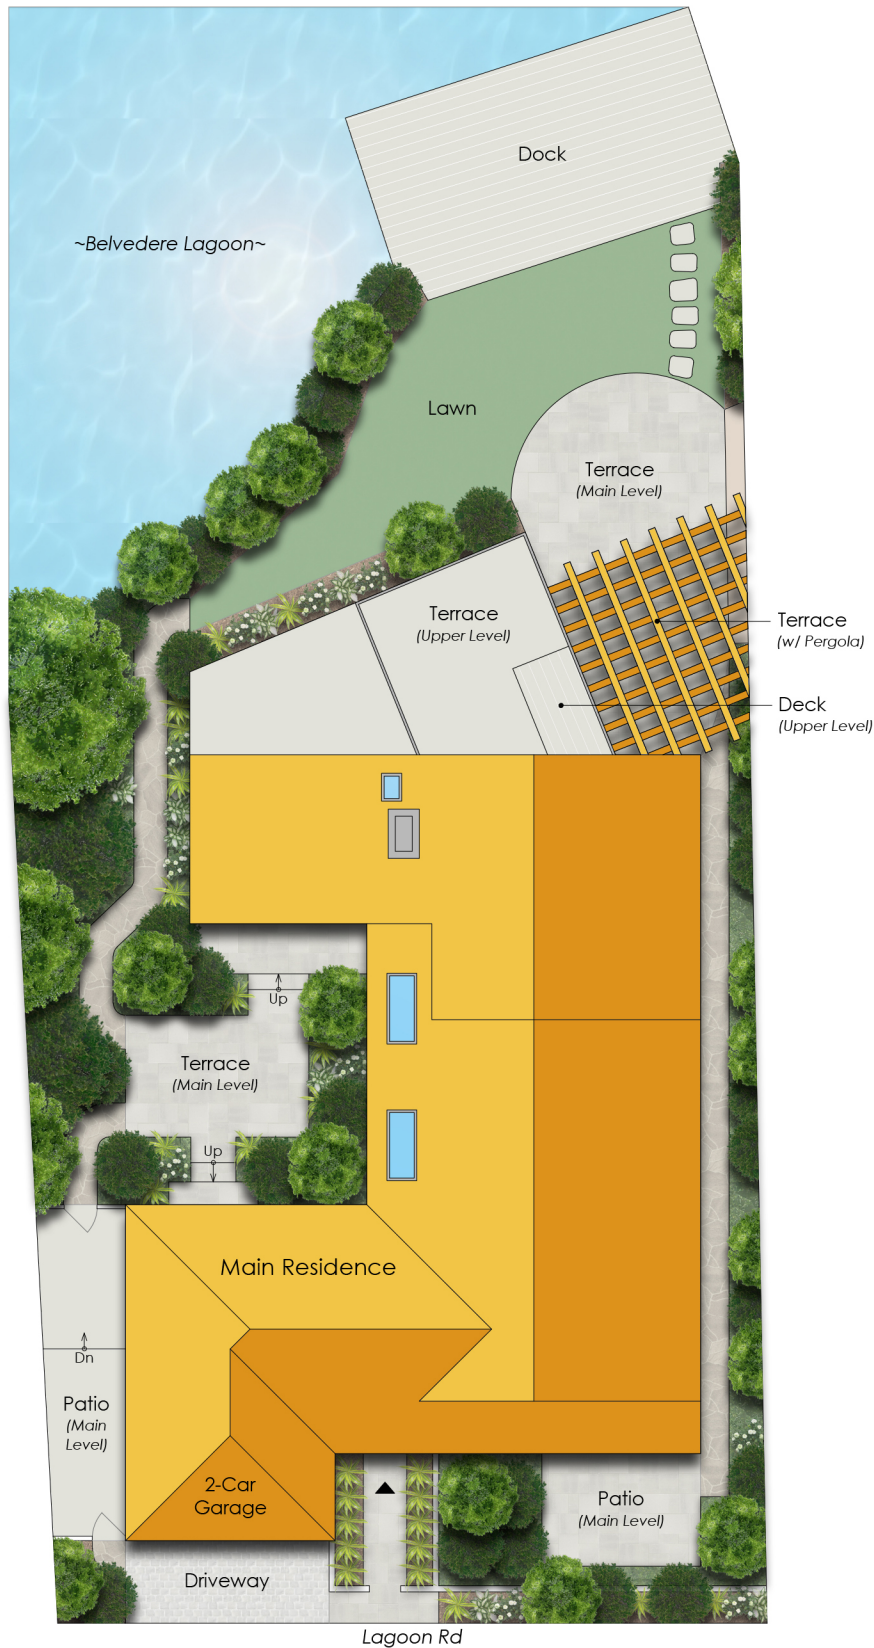 Dock
~Belvedere Lagoon~
Lawn
Terrace
(Main Level)
Terrace
(Upper Level)
Terrace
(w/ Pergola)
Deck
(Upper Level)
Up
Terrace
(Main Level)
Up
Main Residence
Dn
Patio
(Main
Level)
2-Car
Garage
Patio
(Main Level)
Driveway
Lagoon Rd